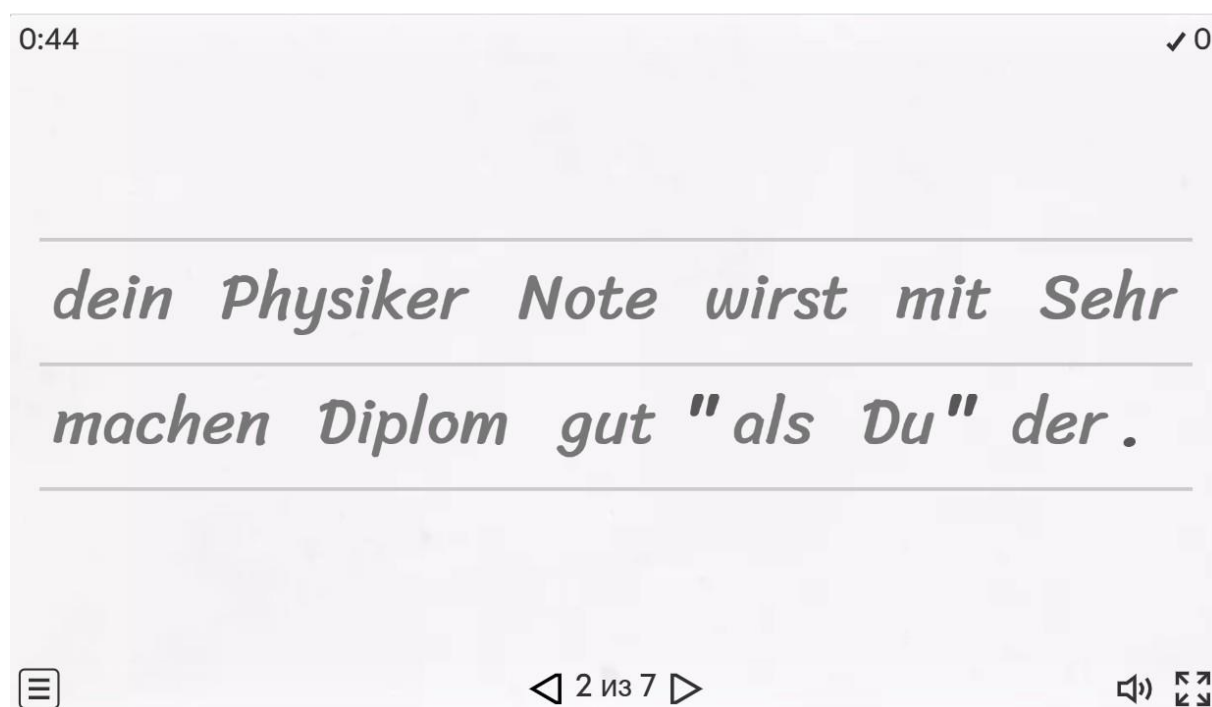 0:44 ✓ 0
dein Physiker Note wirst mit Sehr
machen Diplom gut " als Du " der .
2 из 7